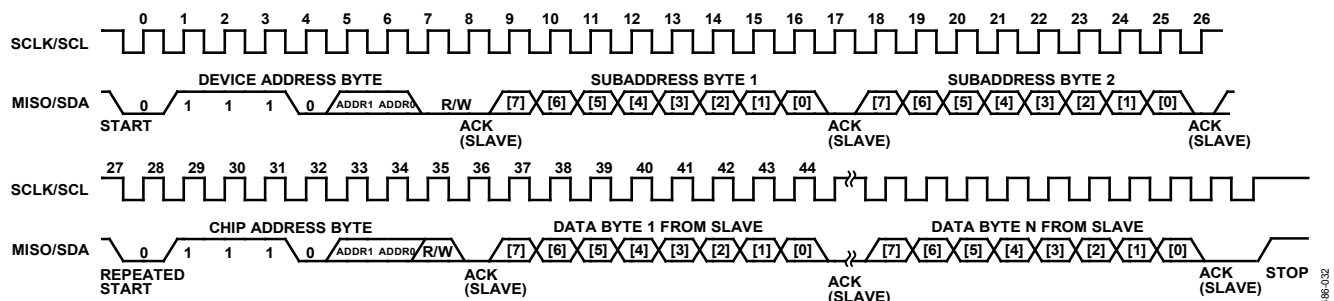 0 1 2 3 4 5 6 7 8 9 10 11 12 13 14 15 16 17 18 19 20 21 22 23 24 25 26
SCLK/SCL
DEVICE ADDRESS BYTE SUBADDRESS BYTE 1 SUBADDRESS BYTE 2
MISO/SDA 0 1 1 1 0 ADDR1 ADDR0 R/W [7] [6] [5] [4] [3] [2] [1] [0] [7] [6] [5] [4] [3] [2] [1] [0]
START ACK ACK ACK
(SLAVE) (SLAVE) (SLAVE)
27 28 29 30 31 32 33 34 35 36 37 38 39 40 41 42 43 44
SCLK/SCL
CHIP ADDRESS BYTE DATA BYTE 1 FROM SLAVE DATA BYTE N FROM SLAVE
MISO/SDA 0 1 1 1 0 ADDR1 ADDR0 R/W [7] [6] [5] [4] [3] [2] [1] [0] [7] [6] [5] [4] [3] [2] [1] [0]
REPEATED ACK ACK ACK STOP
START (SLAVE) (SLAVE) (SLAVE)
86-032